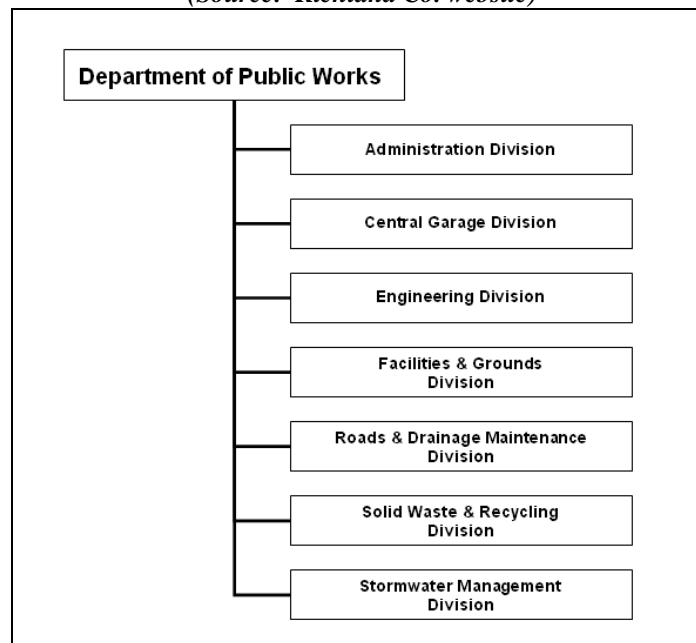 (Source: Richland Co. website)
Department of Public Works
Administration Division
Central Garage Division
Engineering Division
Facilities & Grounds
Division
Roads & Drainage Maintenance
Division
Solid Waste & Recycling
Division
Stormwater Management
Division